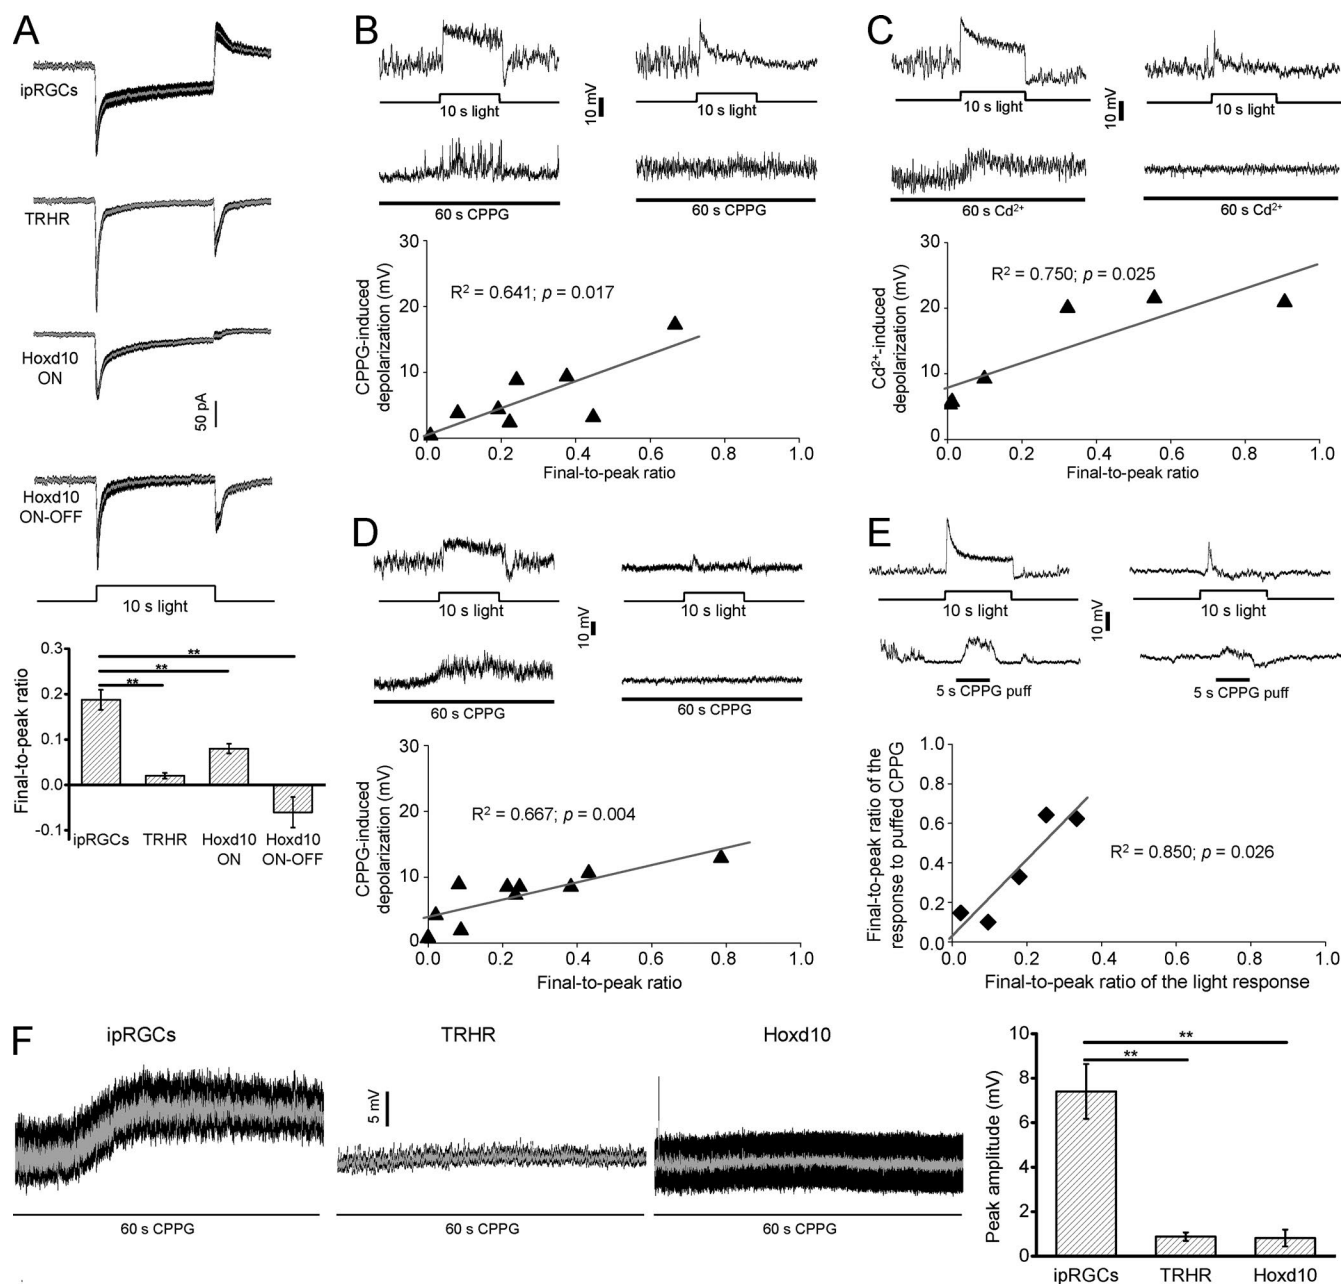 A
ipRGCs
TRHR
Hoxd10
ON
50 pA
Hoxd10
ON-OFF
10 s light
0.3
0.2
0.1
0.0
-0.1
Final-to-peak ratio
**
**
**
ipRGCs
TRHR
Hoxd10
ON
Hoxd10
ON-OFF
B
10 s light
10 mV
10 s light
60 s CPPG
60 s CPPG
30
20
10
0
CPPG-induced
depolarization (mV)
R² = 0.641; p = 0.017
0.0 0.2 0.4 0.6 0.8 1.0
Final-to-peak ratio
C
10 s light
10 mV
10 s light
60 s Cd²⁺
60 s Cd²⁺
30
20
10
0
Cd²⁺-induced
depolarization (mV)
R² = 0.750; p = 0.025
0.0 0.2 0.4 0.6 0.8 1.0
Final-to-peak ratio
D
10 s light
10 mV
10 s light
60 s CPPG
60 s CPPG
30
20
10
0
CPPG-induced
depolarization (mV)
R² = 0.667; p = 0.004
0.0 0.2 0.4 0.6 0.8 1.0
Final-to-peak ratio
E
10 s light
10 mV
10 s light
5 s CPPG puff
5 s CPPG puff
1.0
0.8
0.6
0.4
0.2
0.0
Final-to-peak ratio of the
response to puffed CPPG
R² = 0.850; p = 0.026
0.0 0.2 0.4 0.6 0.8 1.0
Final-to-peak ratio of the light response
F
ipRGCs
TRHR
Hoxd10
5 mV
60 s CPPG
60 s CPPG
60 s CPPG
10
8
6
4
2
0
Peak amplitude (mV)
**
**
ipRGCs
TRHR
Hoxd10